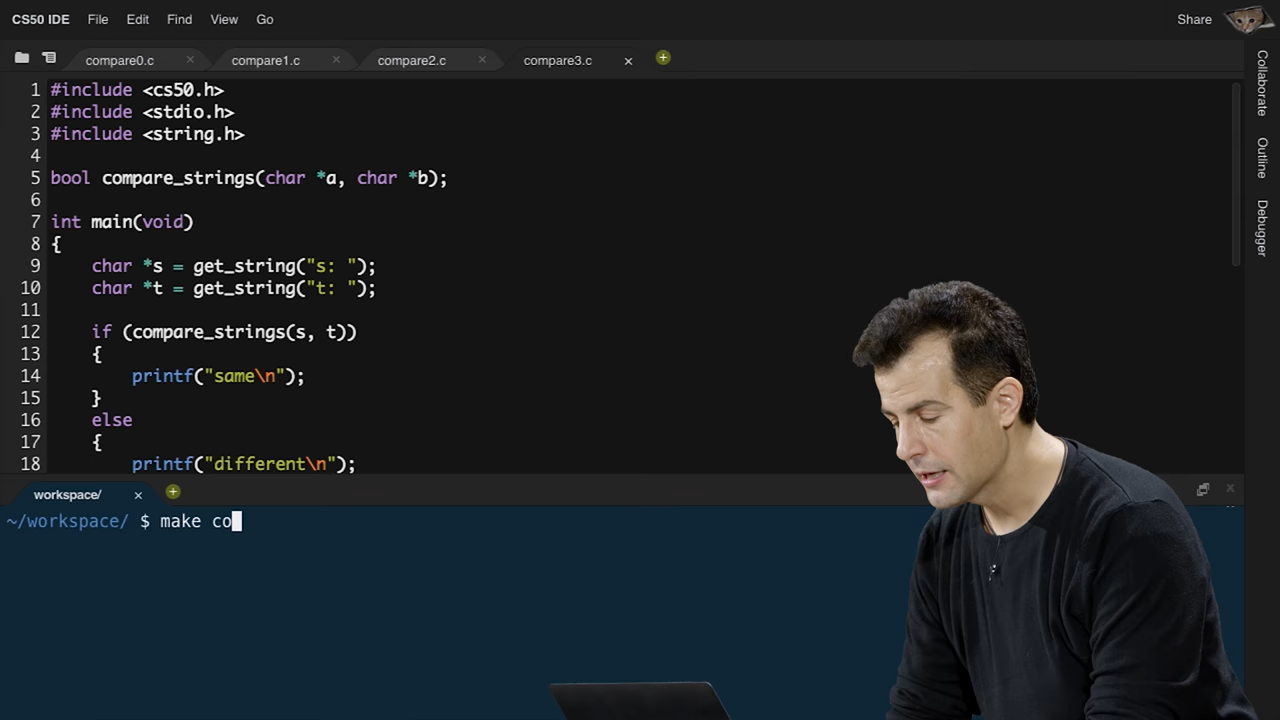 CS50 IDE File Edit Find View Go Share
compare0.c compare1.c compare2.c compare3.c
1 #include <cs50.h>
2 #include <stdio.h>
3 #include <string.h>
4
5 bool compare_strings(char *a, char *b);
6
7 int main(void)
8 {
9 char *s = get_string("s: ");
10 char *t = get_string("t: ");
11
12 if (compare_strings(s, t))
13 {
14 printf("same\n");
15 }
16 else
17 {
18 printf("different\n");
workspace/
~/workspace/ $ make co
Collaborate
Outline
Debugger